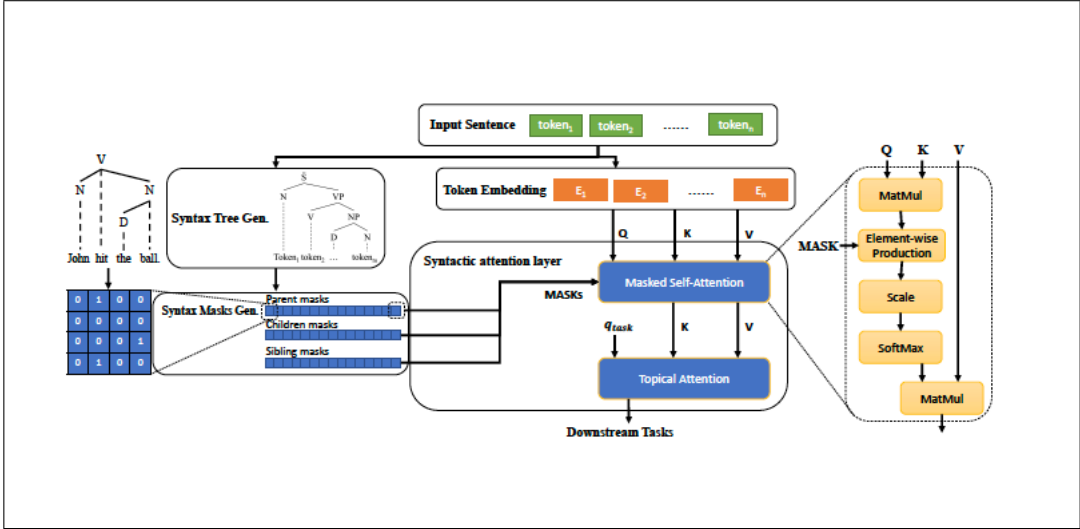 Input Sentence token1 token2 ...... tokenn
V
N N
D
John hit the ball.
Syntax Tree Gen.
S
N VP
V NP
D N
Token1 token2 ... tokenn
Token Embedding E1 E2 ...... En
Q K V
Syntactic attention layer
Masked Self-Attention
MASKs
qtask K V
Topical Attention
Downstream Tasks
0 1 0 0
0 0 0 0
0 0 0 1
0 1 0 0
Syntax Masks Gen.
Parent masks
Children masks
Sibling masks
Q K V
MatMul
MASK
Element-wise
Production
Scale
SoftMax
MatMul